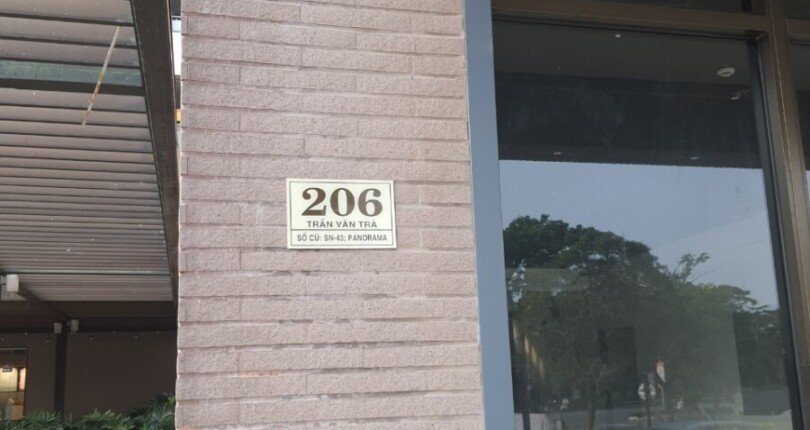 206
TRẦN VĂN TRÀ
SỐ CŨ: SN-43; PANORAMA